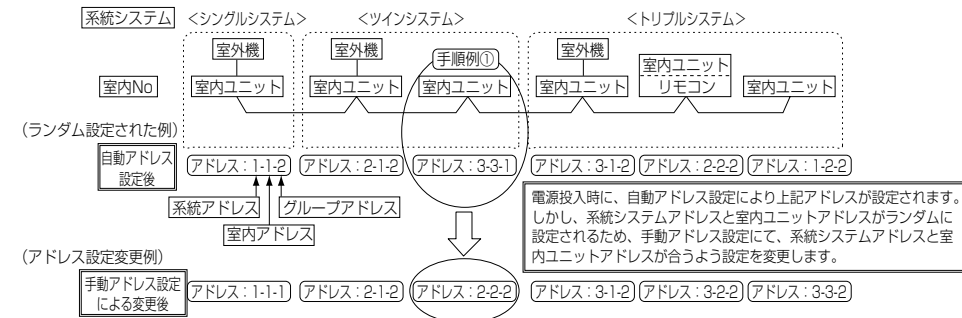 系統システム <シングルシステム> <ツインシステム> <トリプルシステム>
室外機 室外機 手順例① 室外機
室内No 室内ユニット 室内ユニット 室内ユニット 室内ユニット 室内ユニット 室内ユニット
リモコン
(ランダム設定された例)
自動アドレス
設定後
アドレス:1-1-2 アドレス:2-1-2 アドレス:3-3-1 アドレス:3-1-2 アドレス:2-2-2 アドレス:1-2-2
系統アドレス グループアドレス
室内アドレス
電源投入時に、自動アドレス設定により上記アドレスが設定されます。
しかし、系統システムアドレスと室内ユニットアドレスがランダムに
設定されるため、手動アドレス設定にて、系統システムアドレスと室
内ユニットアドレスが合うよう設定を変更します。
(アドレス設定変更例)
手動アドレス設定
による変更後
アドレス:1-1-1 アドレス:2-1-2 アドレス:2-2-2 アドレス:3-1-2 アドレス:3-2-2 アドレス:3-3-2